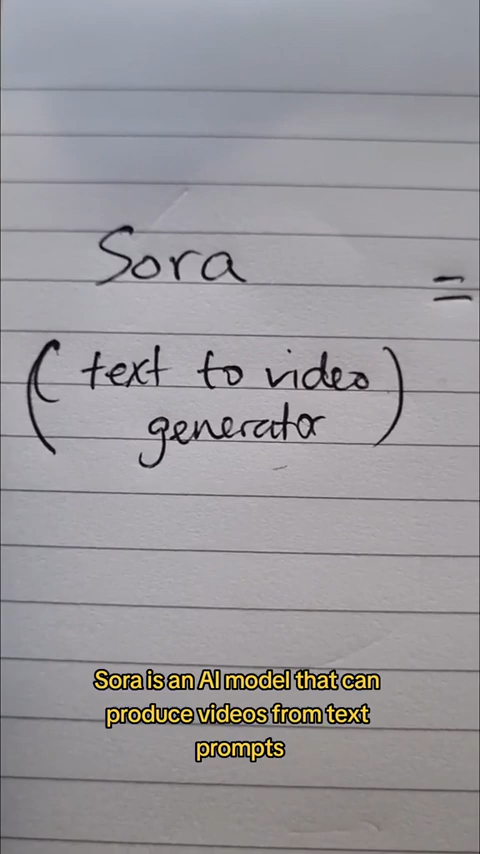 Sora =
(text to video
generator)
Sora is an AI model that can
produce videos from text
prompts